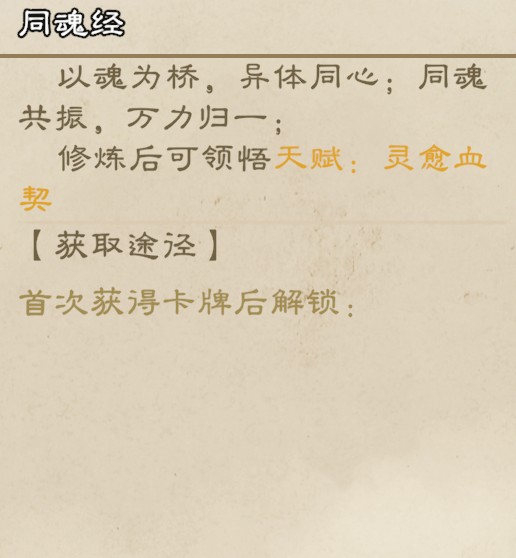 同魂经
以魂为桥，异体同心；同魂
共振，万力归一；
修炼后可领悟天赋：灵愈血
契
【获取途径】
首次获得卡牌后解锁：